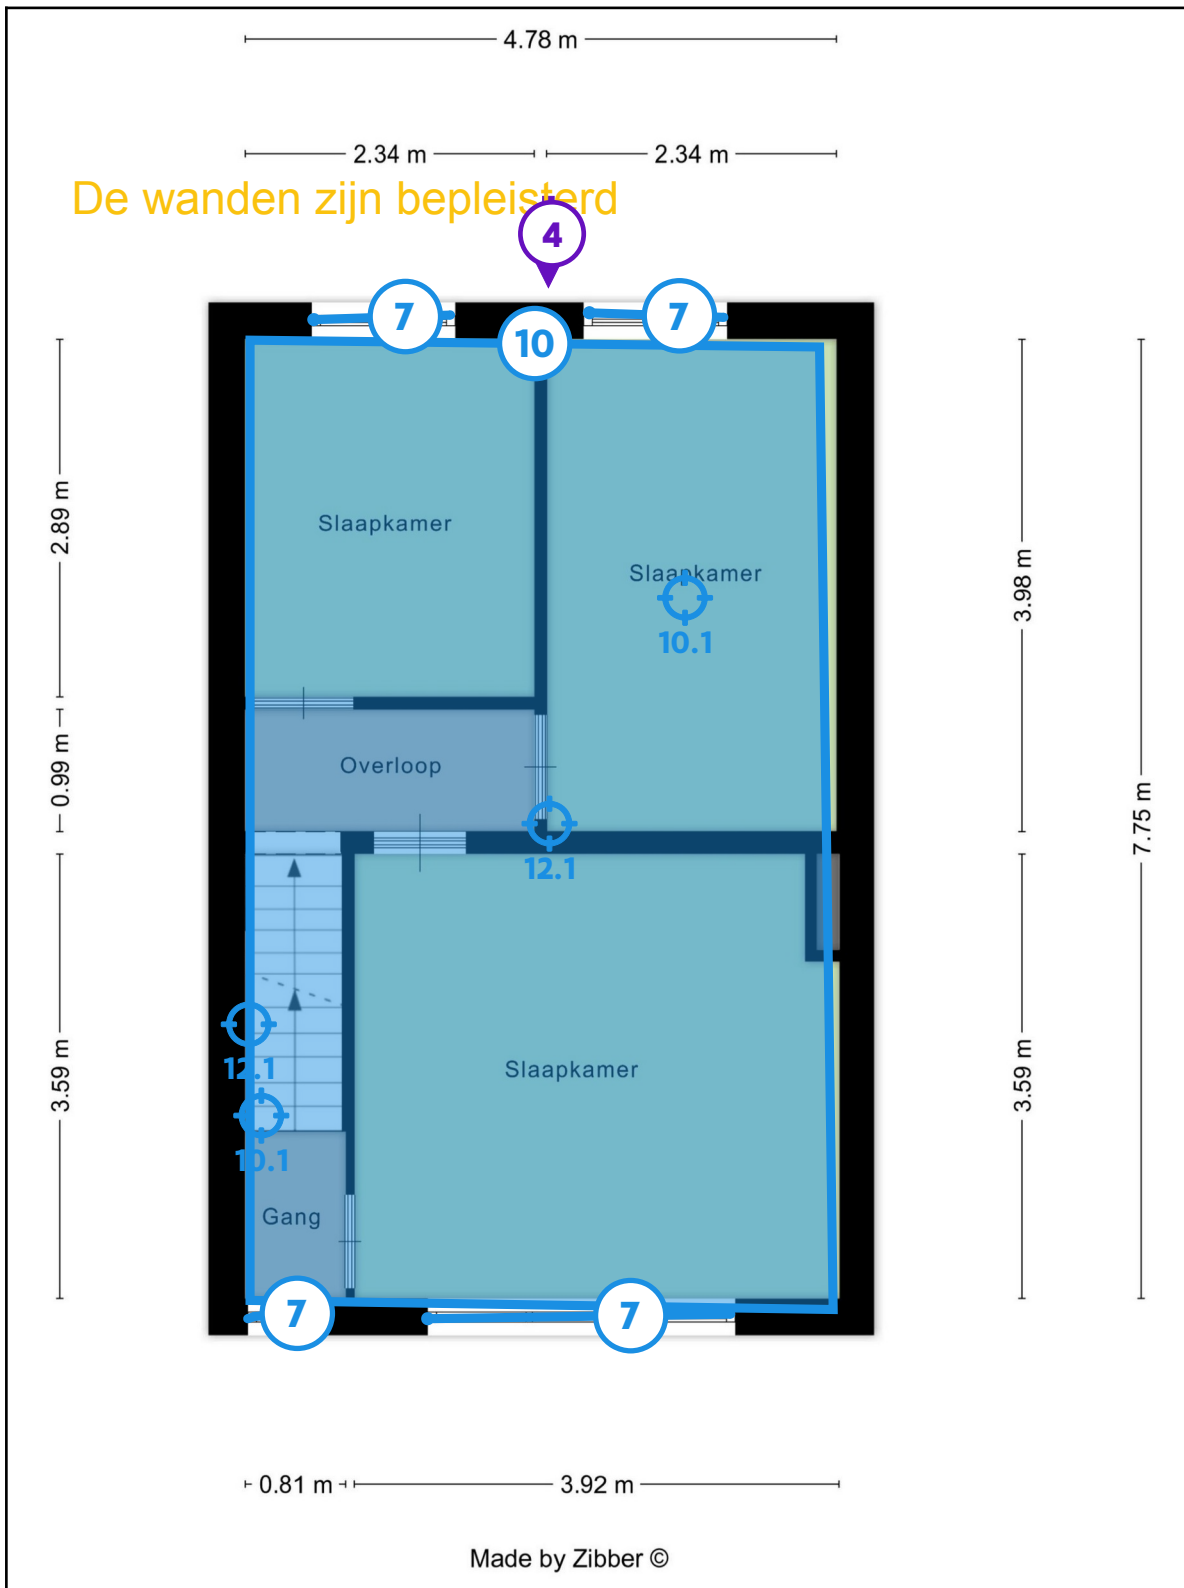 4.78 m
2.34 m
2.34 m
De wanden zijn bepleisterd
4
7
10
7
2.89 m
Slaapkamer
Slaapkamer
3.98 m
10.1
0.99 m
Overloop
7.75 m
12.1
3.59 m
12.1
Slaapkamer
3.59 m
10.1
Gang
7
7
0.81 m
3.92 m
Made by Zibber ©